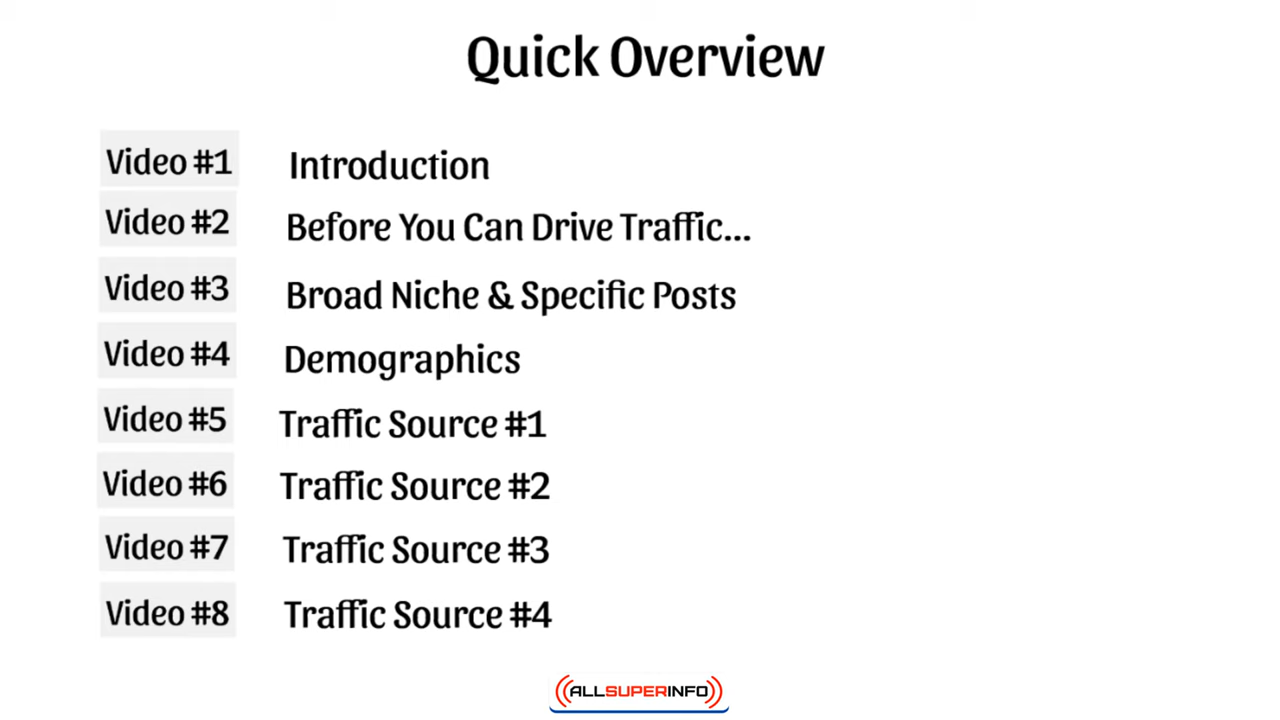 Quick Overview
Video #1 Introduction
Video #2 Before You Can Drive Traffic...
Video #3 Broad Niche & Specific Posts
Video #4 Demographics
Video #5 Traffic Source #1
Video #6 Traffic Source #2
Video #7 Traffic Source #3
Video #8 Traffic Source #4
ALLSUPERINFO